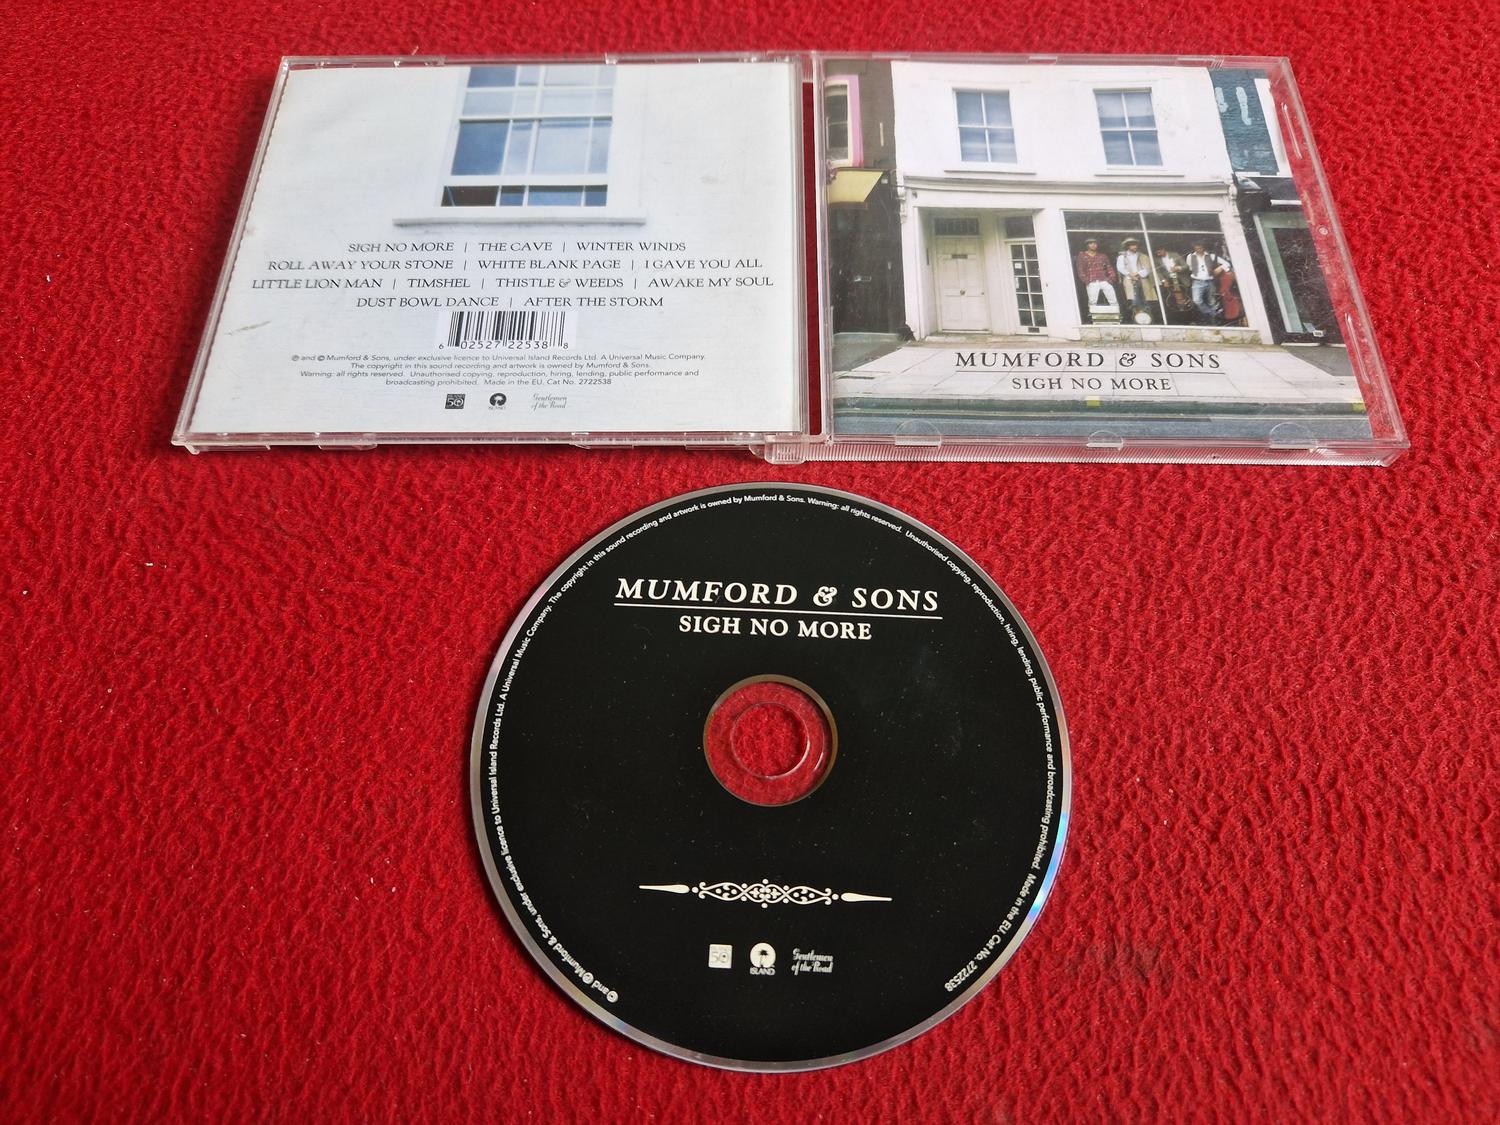 SIGH NO MORE | THE CAVE | WINTER WINDS
ROLL AWAY YOUR STONE | WHITE BLANK PAGE | I GAVE YOU ALL
LITTLE LION MAN | TIMSHEL | THISTLE & WEEDS | AWAKE MY SOUL
DUST BOWL DANCE | AFTER THE STORM
6 02527 22538 8
℗ and © Mumford & Sons, under exclusive licence to Universal Island Records Ltd. A Universal Music Company.
The copyright in this sound recording and artwork is owned by Mumford & Sons.
Warning: all rights reserved. Unauthorised copying, reproduction, hiring, lending, public performance and
broadcasting prohibited. Made in the EU. Cat No. 2722538
50
ISLAND
Gentlemen
of the Road
MUMFORD & SONS
SIGH NO MORE
MUMFORD & SONS
SIGH NO MORE
℗ and © Mumford & Sons, under exclusive licence to Universal Island Records Ltd. A Universal Music Company. The copyright in this sound recording and artwork is owned by Mumford & Sons. Warning: all rights reserved. Unauthorised copying, reproduction, hiring, lending, public performance and broadcasting prohibited. Made in the EU. Cat No. 2722538
50
ISLAND
Gentlemen
of the Road